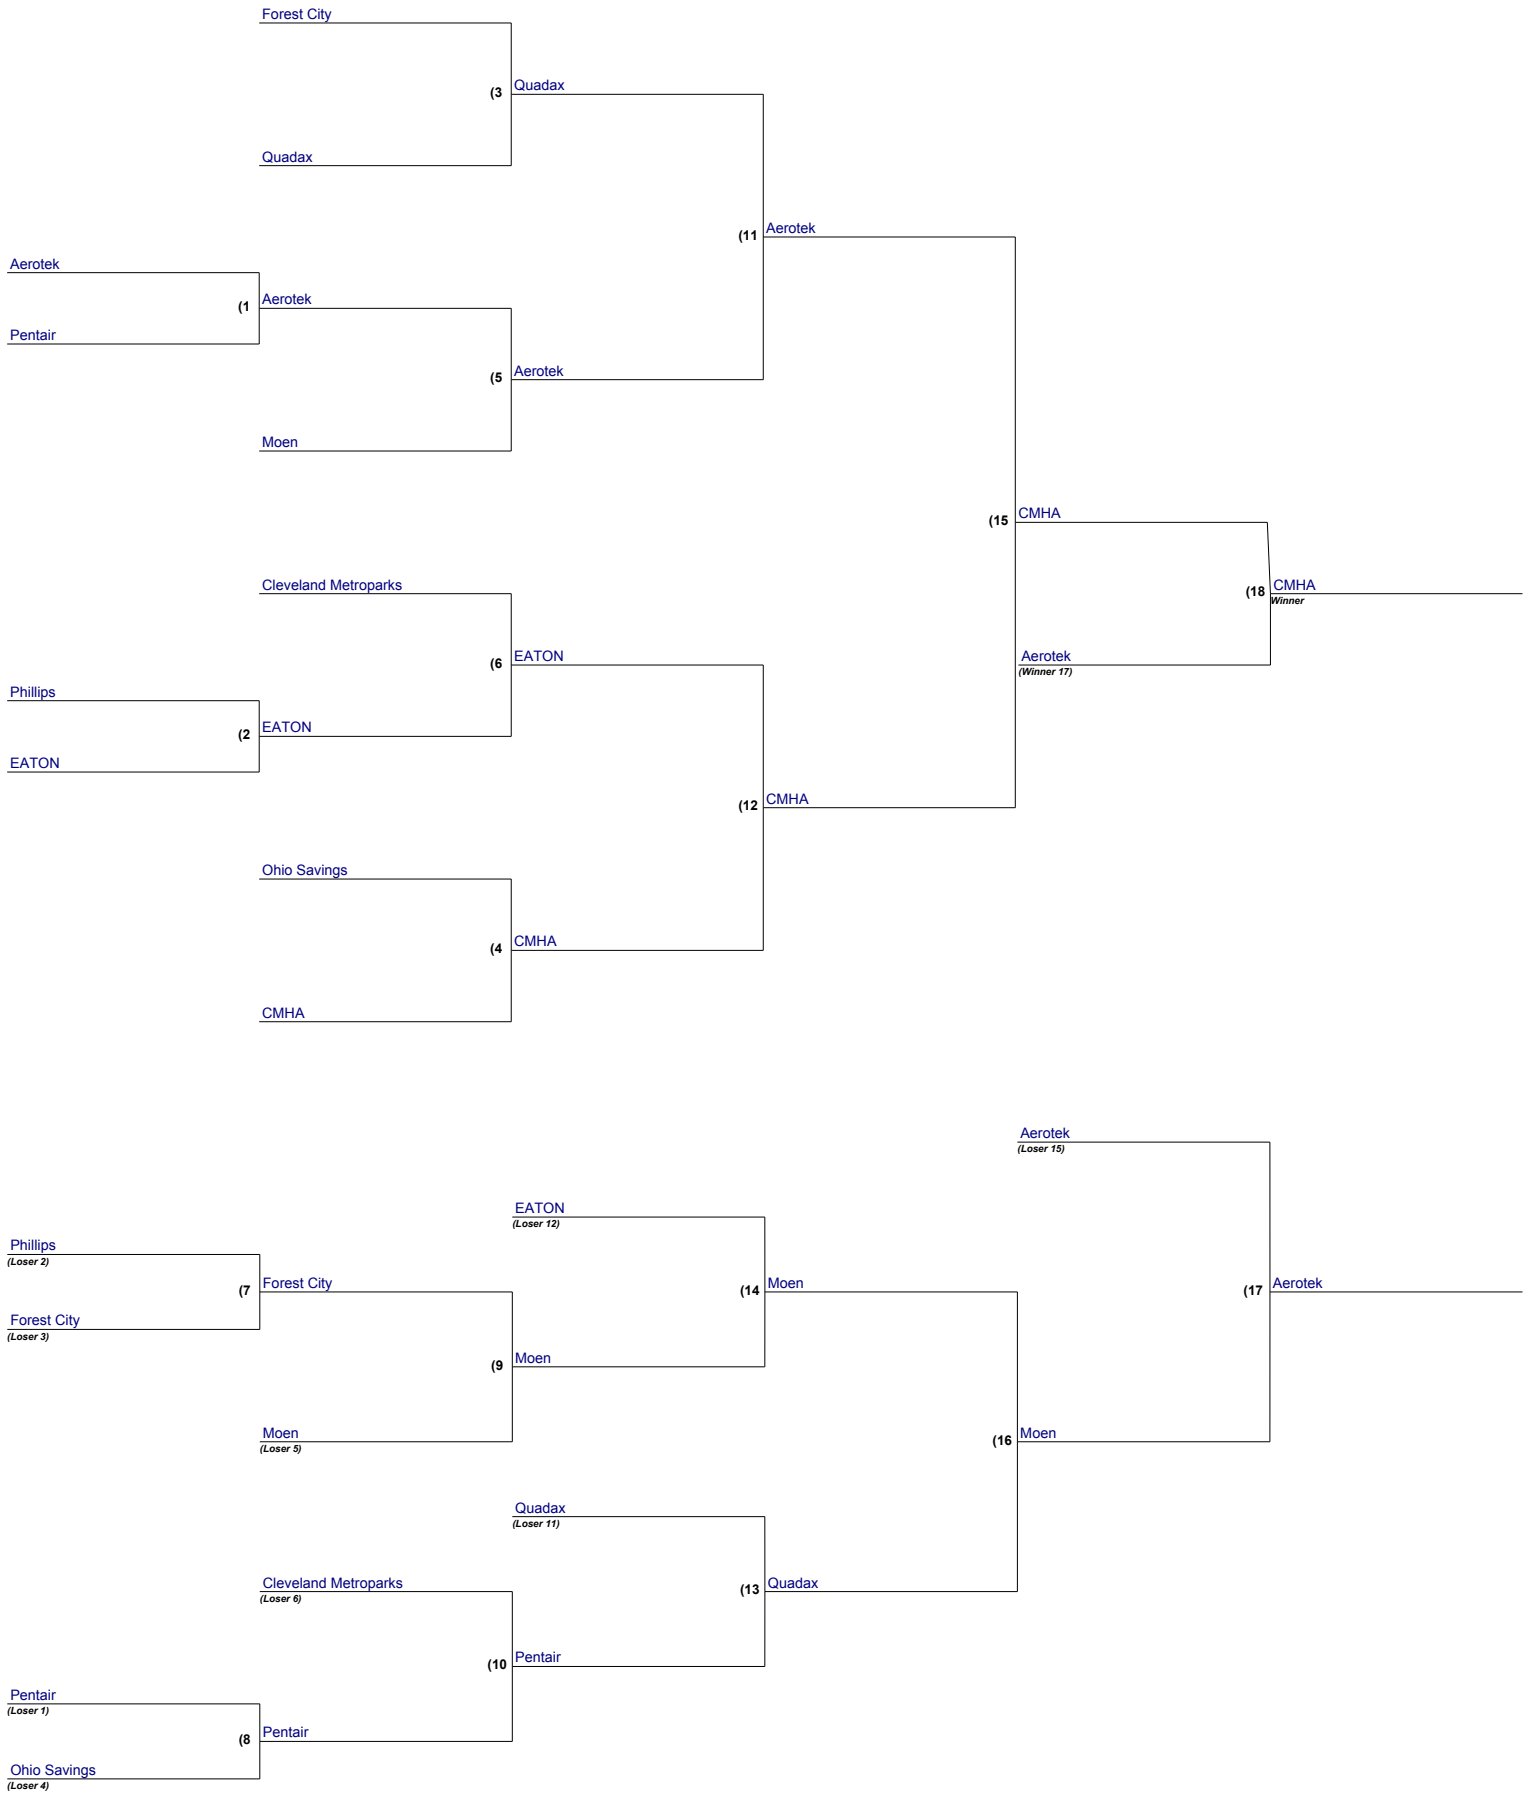 Forest City
(3
Quadax
Quadax
(11
Aerotek
Aerotek
(1
Aerotek
Pentair
(5
Aerotek
Moen
(15
CMHA
Cleveland Metroparks
(18
CMHA
Winner
(6
EATON
Aerotek
(Winner 17)
Phillips
(2
EATON
EATON
(12
CMHA
Ohio Savings
(4
CMHA
CMHA
Aerotek
(Loser 15)
EATON
(Loser 12)
Phillips
(Loser 2)
(7
Forest City
(14
Moen
(17
Aerotek
Forest City
(Loser 3)
(9
Moen
Moen
(Loser 5)
(16
Moen
Quadax
(Loser 11)
Cleveland Metroparks
(Loser 6)
(13
Quadax
(10
Pentair
Pentair
(Loser 1)
(8
Pentair
Ohio Savings
(Loser 4)